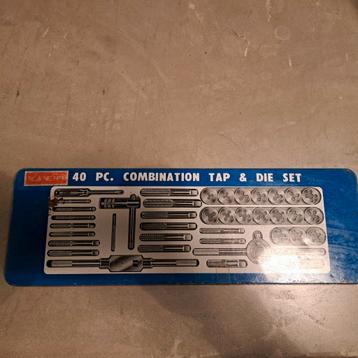 40 PC. COMBINATION TAP & DIE SET